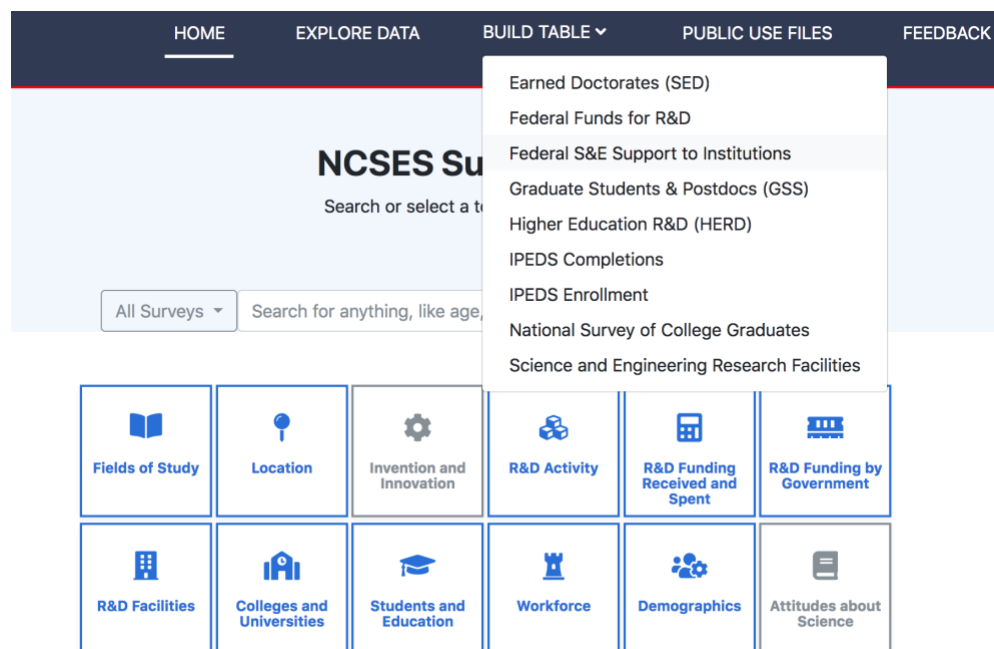 HOME EXPLORE DATA BUILD TABLE PUBLIC USE FILES FEEDBACK
Earned Doctorates (SED)
Federal Funds for R&D
Federal S&E Support to Institutions
Graduate Students & Postdocs (GSS)
Higher Education R&D (HERD)
IPEDS Completions
IPEDS Enrollment
National Survey of College Graduates
Science and Engineering Research Facilities
NCSES Su
Search or select a t
All Surveys
Search for anything, like age,
Fields of Study
Location
Invention and
Innovation
R&D Activity
R&D Funding
Received and
Spent
R&D Funding by
Government
R&D Facilities
Colleges and
Universities
Students and
Education
Workforce
Demographics
Attitudes about
Science